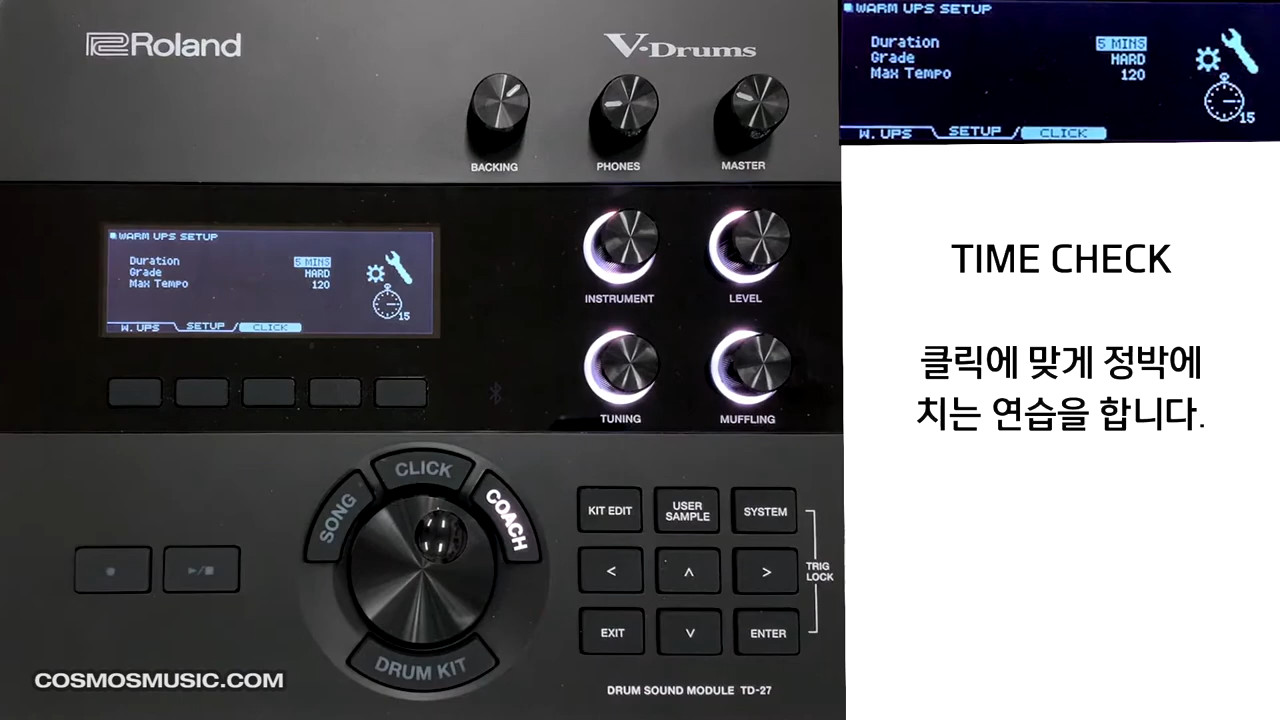 Roland
V-Drums
BACKING
PHONES
MASTER
WARM UPS SETUP
Duration 5 MINS
Grade HARD
Max Tempo 120
15
W. UPS SETUP CLICK
INSTRUMENT
LEVEL
TUNING
MUFFLING
SONG
CLICK
COACH
DRUM KIT
KIT EDIT
USER
SAMPLE
SYSTEM
<
^
>
TRIG
LOCK
EXIT
v
ENTER
COSMOSMUSIC.COM
DRUM SOUND MODULE TD-27
WARM UPS SETUP
Duration 5 MINS
Grade HARD
Max Tempo 120
15
W. UPS SETUP CLICK
TIME CHECK
클릭에 맞게 정박에
치는 연습을 합니다.